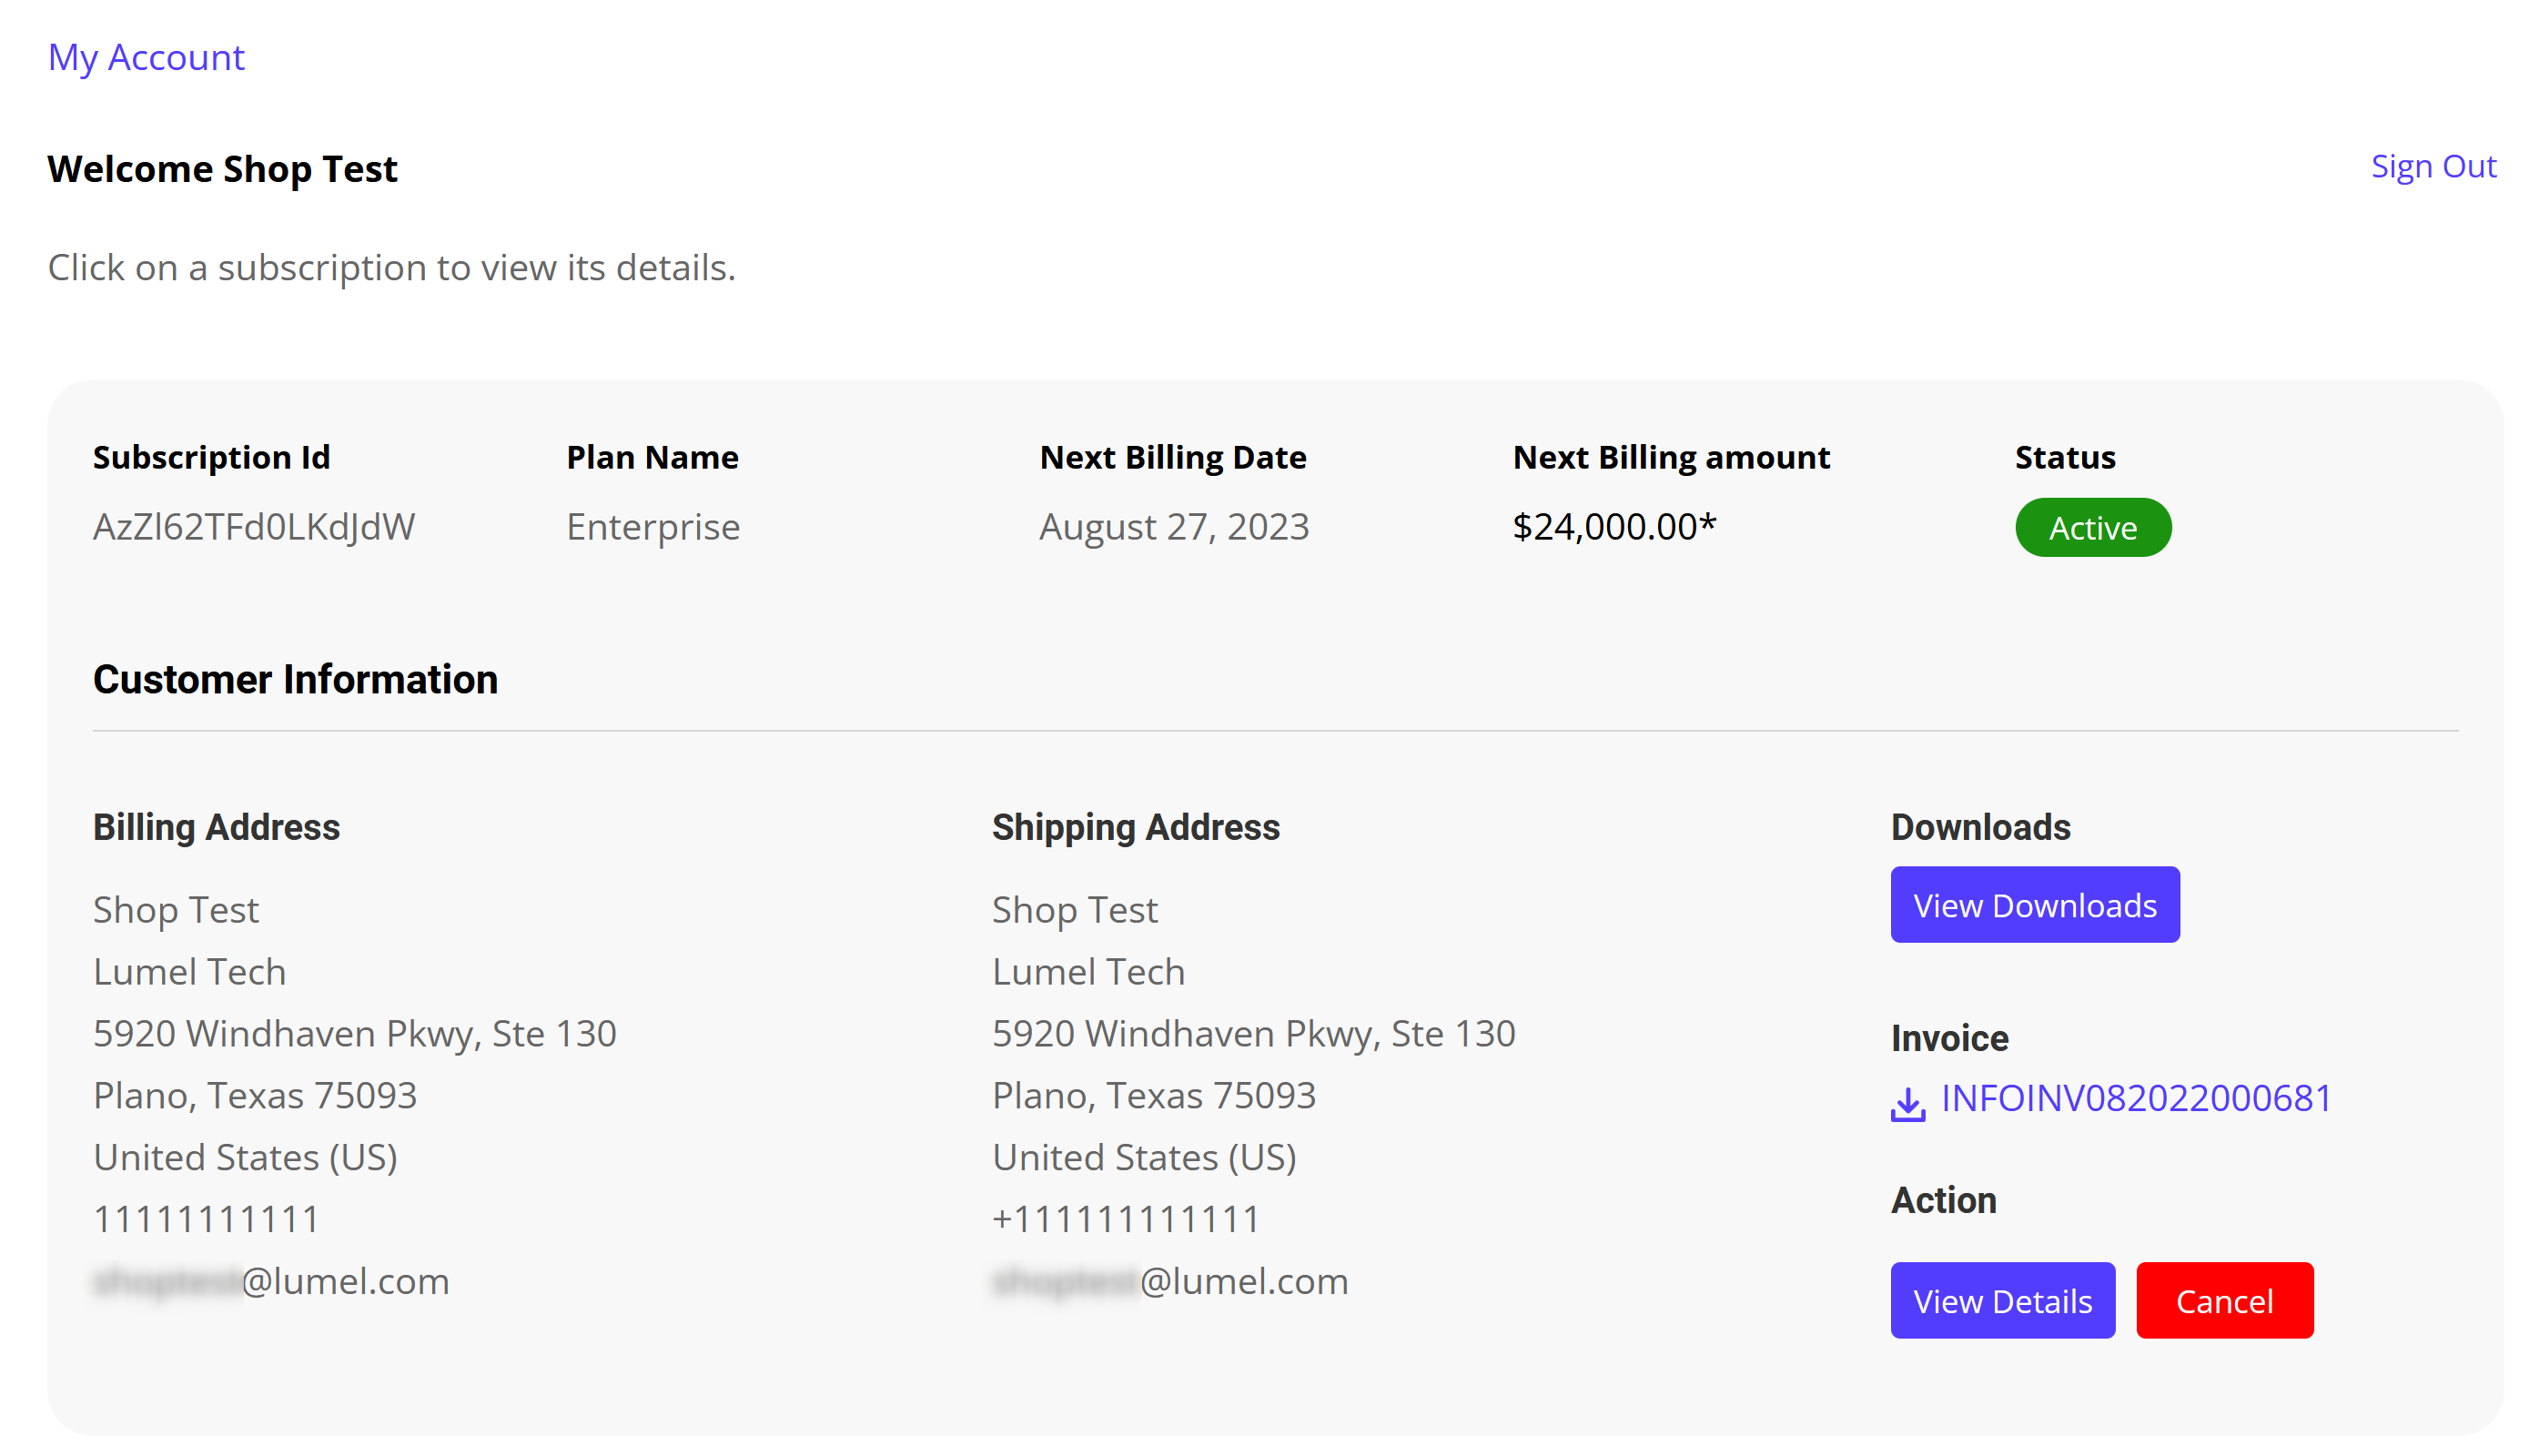 My Account
Welcome Shop Test
Sign Out
Click on a subscription to view its details.
Subscription Id
Plan Name
Next Billing Date
Next Billing amount
Status
AzZl62TFd0LKdJdW
Enterprise
August 27, 2023
$24,000.00*
Active
Customer Information
Billing Address
Shop Test
Lumel Tech
5920 Windhaven Pkwy, Ste 130
Plano, Texas 75093
United States (US)
11111111111
@lumel.com
Shipping Address
Shop Test
Lumel Tech
5920 Windhaven Pkwy, Ste 130
Plano, Texas 75093
United States (US)
+111111111111
@lumel.com
Downloads
View Downloads
Invoice
INFOINV082022000681
Action
View Details
Cancel